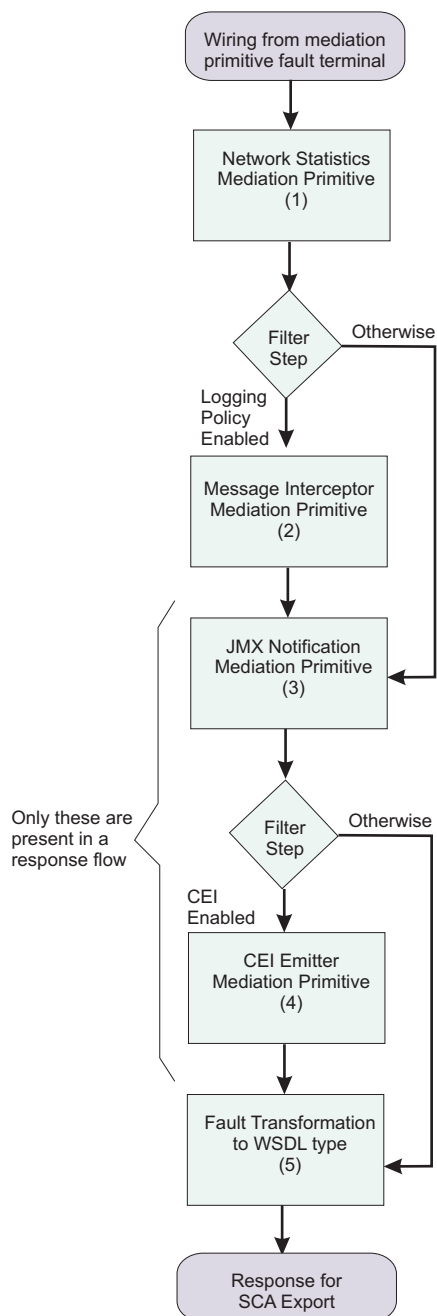 Wiring from mediation
primitive fault terminal
Network Statistics
Mediation Primitive
(1)
Filter
Step
Otherwise
Logging
Policy
Enabled
Message Interceptor
Mediation Primitive
(2)
JMX Notification
Mediation Primitive
(3)
Only these are
present in a
response flow
Filter
Step
Otherwise
CEI
Enabled
CEI Emitter
Mediation Primitive
(4)
Fault Transformation
to WSDL type
(5)
Response for
SCA Export